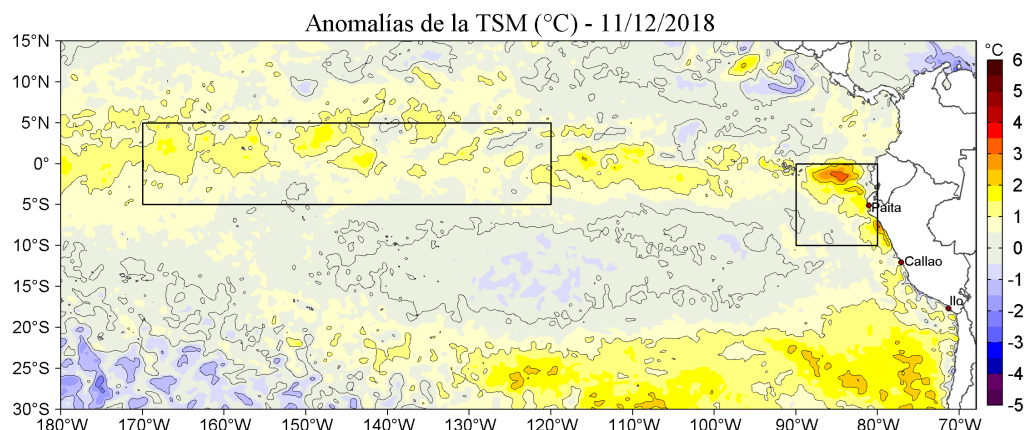 Anomalías de la TSM (°C) - 11/12/2018
15°N
10°N
5°N
0°
5°S
10°S
15°S
20°S
25°S
30°S
180°W
170°W
160°W
150°W
140°W
130°W
120°W
110°W
100°W
90°W
80°W
70°W
Paita
Callao
Ilo
°C
6
5
4
3
2
1
0
-1
-2
-3
-4
-5